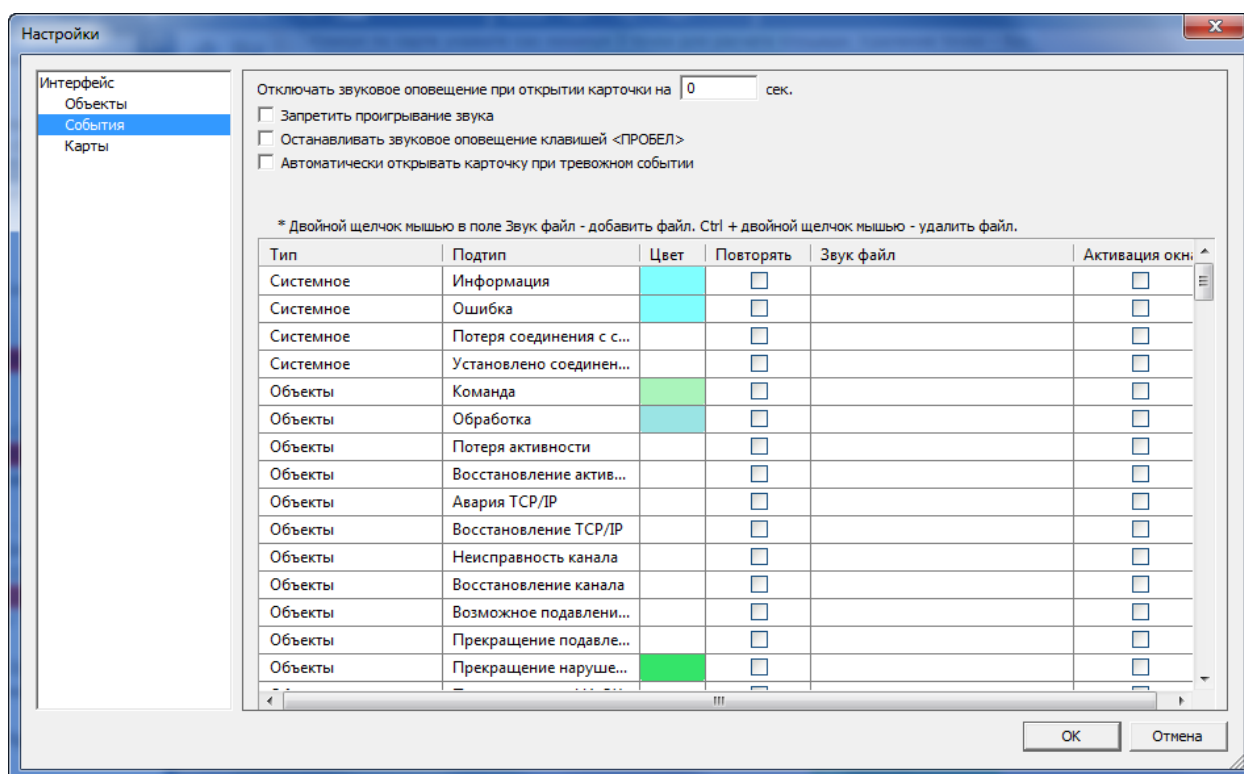 Настройки
Интерфейс
Объекты
События
Карты
Отключать звуковое оповещение при открытии карточки на 0 сек.
Запретить проигрывание звука
Останавливать звуковое оповещение клавишей <ПРОБЕЛ>
Автоматически открывать карточку при тревожном событии
* Двойной щелчок мышью в поле Звук файл - добавить файл. Ctrl + двойной щелчок мышью - удалить файл.
Тип Подтип Цвет Повторять Звук файл Активация окна
Системное Информация
Системное Ошибка
Системное Потеря соединения с с...
Системное Установлено соединен...
Объекты Команда
Объекты Обработка
Объекты Потеря активности
Объекты Восстановление актив...
Объекты Авария TCP/IP
Объекты Восстановление TCP/IP
Объекты Неисправность канала
Объекты Восстановление канала
Объекты Возможное подавлени...
Объекты Прекращение подавле...
Объекты Прекращение наруше...
OK Отмена